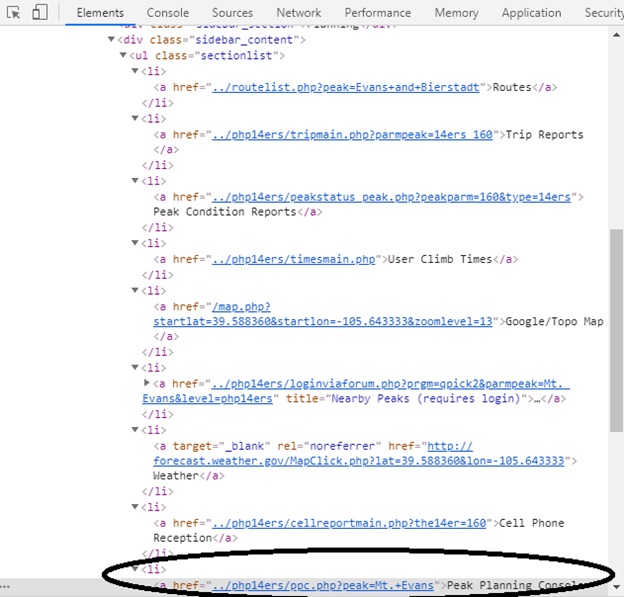 Elements Console Sources Network Performance Memory Application Security
<div class="sidebar_content">
<ul class="sectionlist">
<li>
<a href="../routelist.php?peak=Evans+and+Bierstadt">Routes</a>
</li>
<li>
<a href="../php14ers/tripmain.php?parmpeak=14ers_160">Trip Reports
</a>
</li>
<li>
<a href="../php14ers/peakstatus_peak.php?peakparm=160&type=14ers">
Peak Condition Reports</a>
</li>
<li>
<a href="../php14ers/timesmain.php">User Climb Times</a>
</li>
<li>
<a href="/map.php?
startlat=39.588360&startlon=-105.643333&zoomlevel=13">Google/Topo Map
</a>
</li>
<li>
<a href="../php14ers/loginviaforum.php?prgm=qpick2&parmpeak=Mt._
Evans&level=php14ers" title="Nearby Peaks (requires login)">…</a>
</li>
<li>
<a target="_blank" rel="noreferrer" href="http://
forecast.weather.gov/MapClick.php?lat=39.588360&lon=-105.643333">
Weather</a>
</li>
<li>
<a href="../php14ers/cellreportmain.php?the14er=160">Cell Phone
Reception</a>
</li>
<li>
<a href="../php14ers/ppc.php?peak=Mt.+Evans">Peak Planning Console